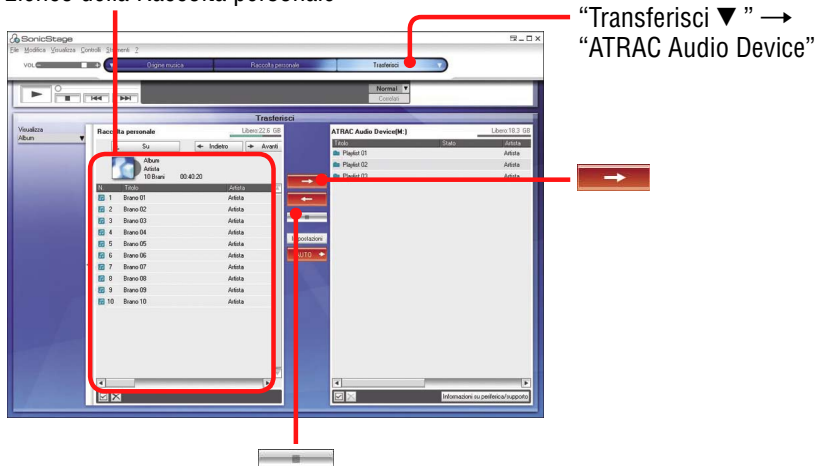 Elenco della Raccolta personale
"Transferisci ▼ " →
"ATRAC Audio Device"
SonicStage
File Modifica Visualizza Controlli Strumenti ?
VOL
Origine musica Raccolta personale Trasferisci
Normal ▼
Correlati
Trasferisci
Visualizza
Album
Raccolta personale Libero:22.6 GB
Su Indietro Avanti
Album
Artista
10 Brani 00:40:20
N. Titolo Artista
1 Brano 01 Artista
2 Brano 02 Artista
3 Brano 03 Artista
4 Brano 04 Artista
5 Brano 05 Artista
6 Brano 06 Artista
7 Brano 07 Artista
8 Brano 08 Artista
9 Brano 09 Artista
10 Brano 10 Artista
Impostazioni
AUTO
ATRAC Audio Device(M:) Libero:18.3 GB
Titolo Stato Artista
Playlist 01 Artista
Playlist 02 Artista
Playlist 03 Artista
Informazioni su periferica/supporto